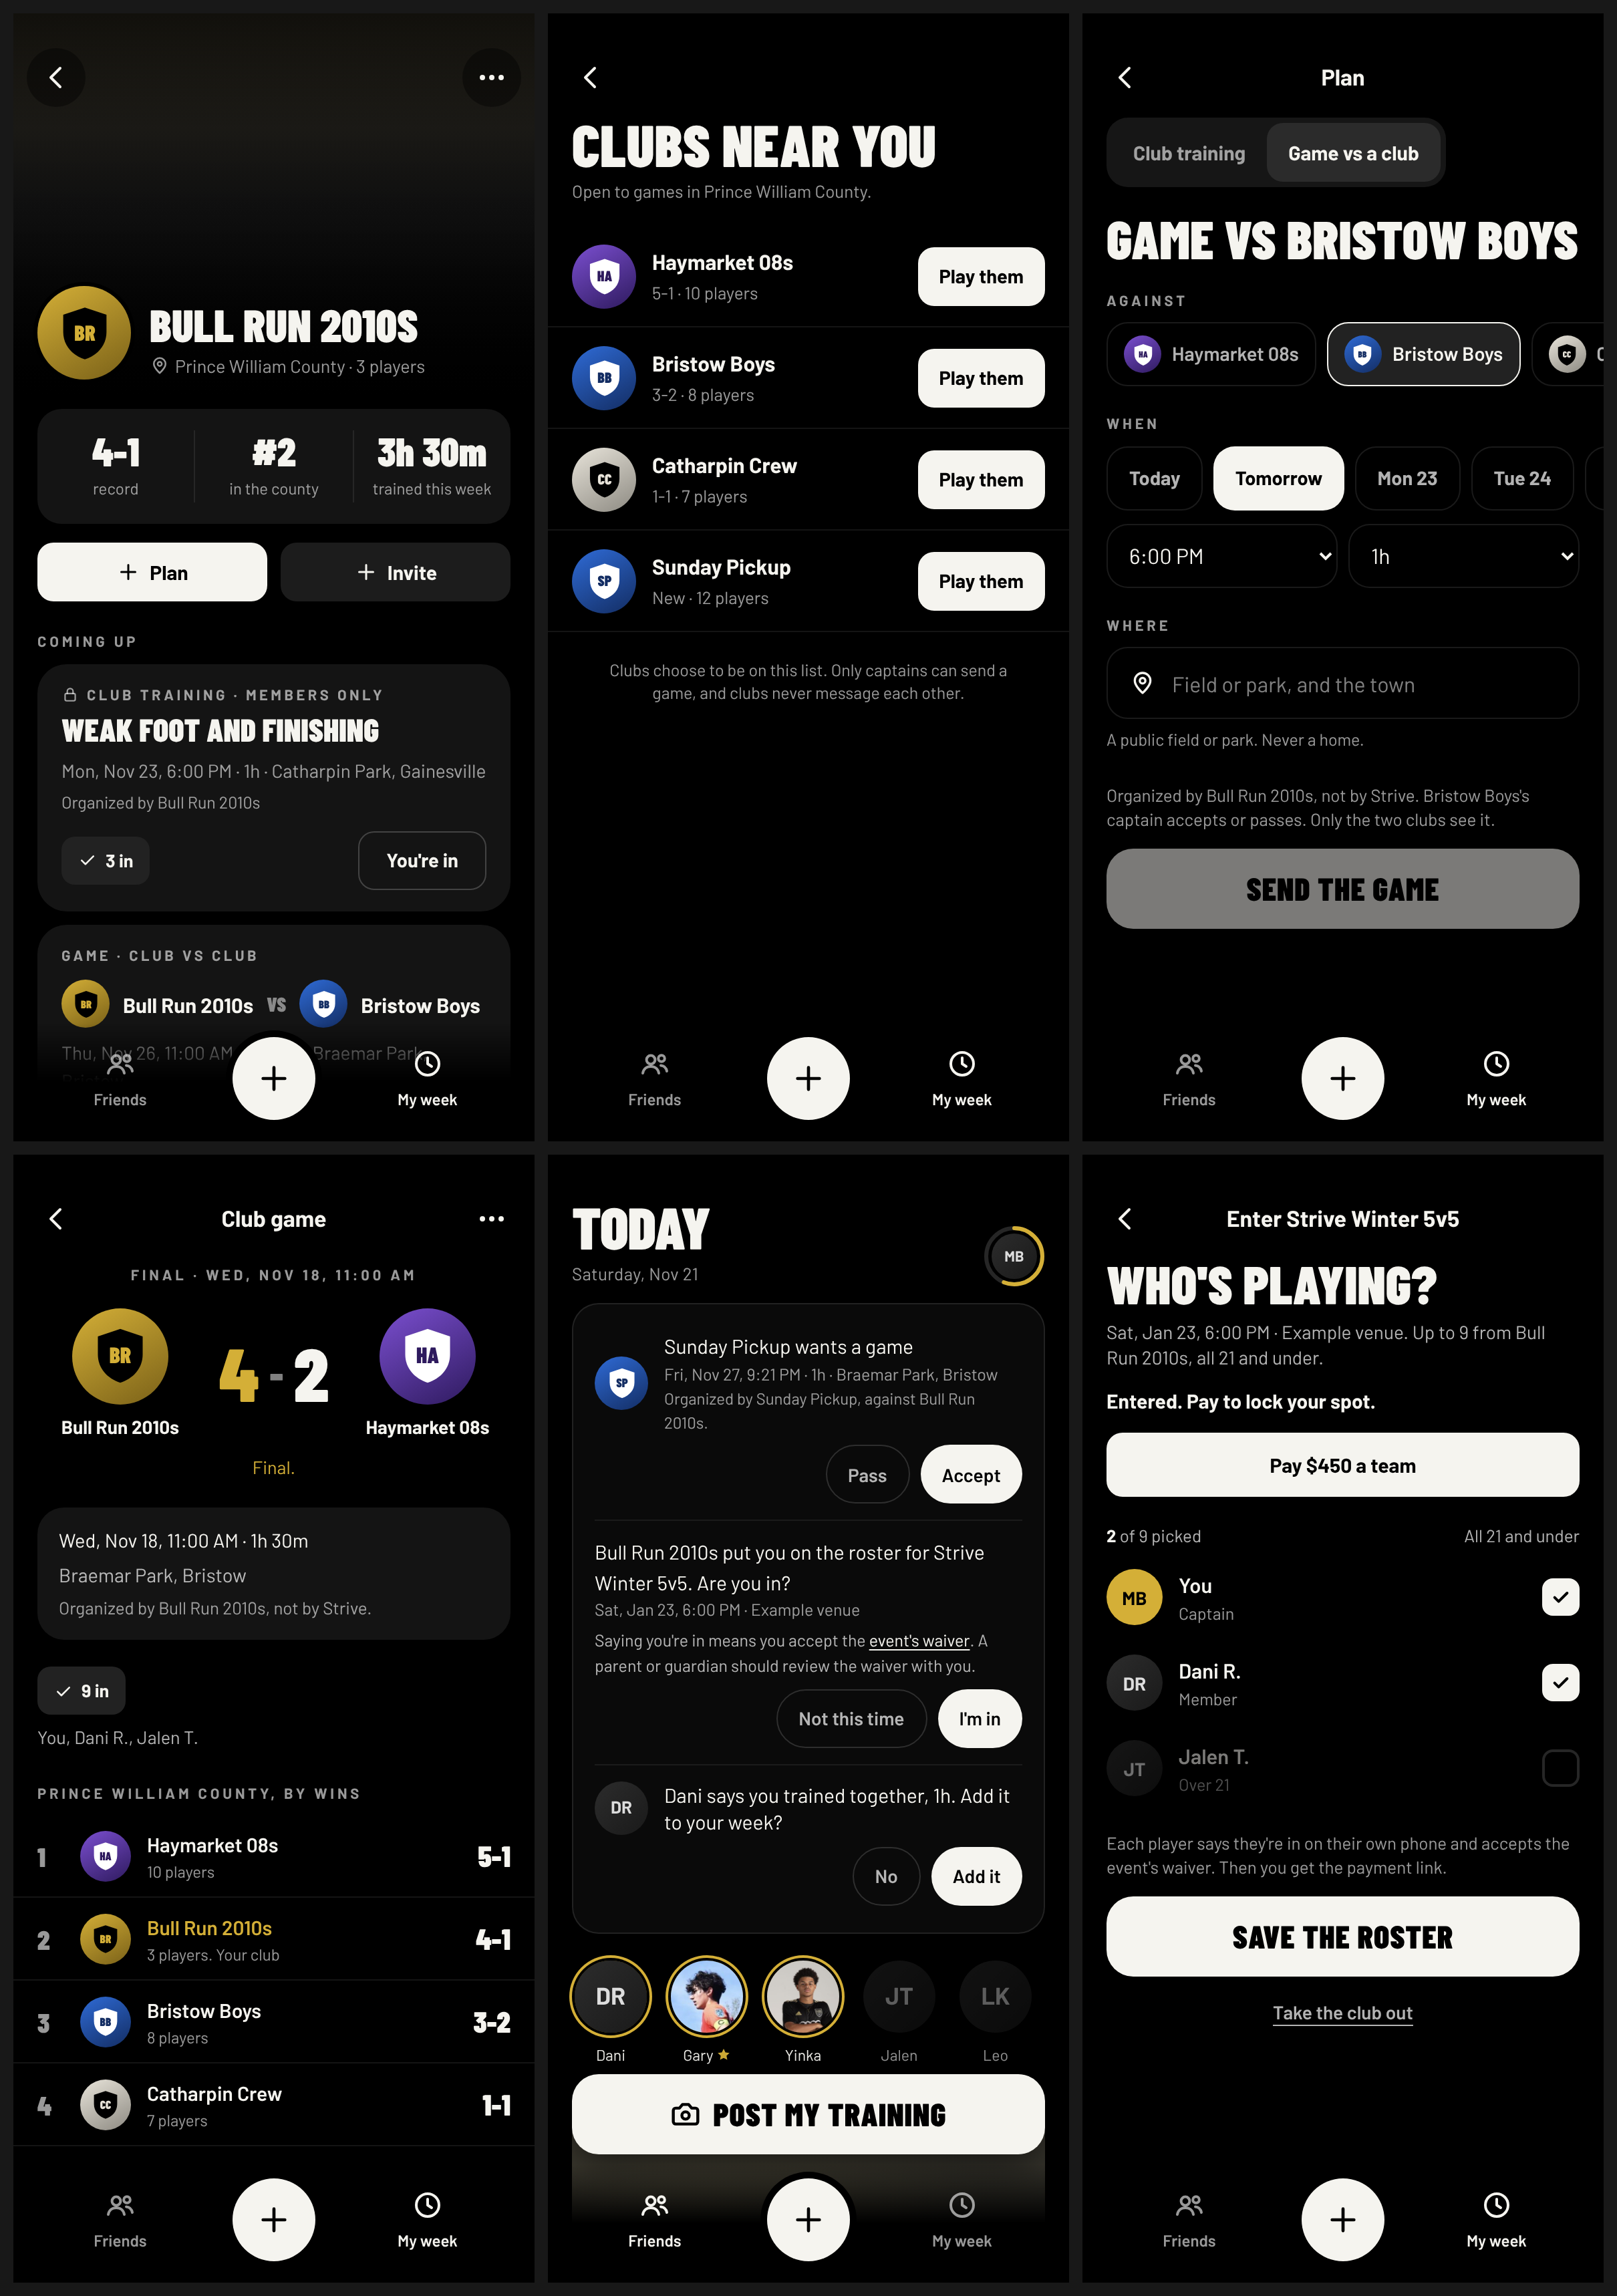 BR
BULL RUN 2010S
Prince William County · 3 players
4-1
record
#2
in the county
3h 30m
trained this week
+ Plan
+ Invite
COMING UP
CLUB TRAINING · MEMBERS ONLY
WEAK FOOT AND FINISHING
Mon, Nov 23, 6:00 PM · 1h · Catharpin Park, Gainesville
Organized by Bull Run 2010s
3 in
You're in
GAME · CLUB VS CLUB
BR
Bull Run 2010s
VS
BB
Bristow Boys
Thu, Nov 26, 11:00 AM
Braemar Park,
Friends
My week
CLUBS NEAR YOU
Open to games in Prince William County.
HA
Haymarket 08s
5-1 · 10 players
Play them
BB
Bristow Boys
3-2 · 8 players
Play them
CC
Catharpin Crew
1-1 · 7 players
Play them
SP
Sunday Pickup
New · 12 players
Play them
Clubs choose to be on this list. Only captains can send a
game, and clubs never message each other.
Friends
My week
Plan
Club training
Game vs a club
GAME VS BRISTOW BOYS
AGAINST
HA
Haymarket 08s
BB
Bristow Boys
CC
WHEN
Today
Tomorrow
Mon 23
Tue 24
6:00 PM
1h
WHERE
Field or park, and the town
A public field or park. Never a home.
Organized by Bull Run 2010s, not by Strive. Bristow Boys's
captain accepts or passes. Only the two clubs see it.
SEND THE GAME
Friends
My week
Club game
FINAL · WED, NOV 18, 11:00 AM
BR
4 - 2
HA
Bull Run 2010s
Haymarket 08s
Final.
Wed, Nov 18, 11:00 AM · 1h 30m
Braemar Park, Bristow
Organized by Bull Run 2010s, not by Strive.
9 in
You, Dani R., Jalen T.
PRINCE WILLIAM COUNTY, BY WINS
1
HA
Haymarket 08s
10 players
5-1
2
BR
Bull Run 2010s
3 players. Your club
4-1
3
BB
Bristow Boys
8 players
3-2
4
CC
Catharpin Crew
7 players
1-1
Friends
My week
TODAY
Saturday, Nov 21
MB
SP
Sunday Pickup wants a game
Fri, Nov 27, 9:21 PM · 1h · Braemar Park, Bristow
Organized by Sunday Pickup, against Bull Run
2010s.
Pass
Accept
Bull Run 2010s put you on the roster for Strive
Winter 5v5. Are you in?
Sat, Jan 23, 6:00 PM · Example venue
Saying you're in means you accept the event's waiver. A
parent or guardian should review the waiver with you.
Not this time
I'm in
DR
Dani says you trained together, 1h. Add it
to your week?
No
Add it
DR
JT
LK
Dani
Gary
Yinka
Jalen
Leo
POST MY TRAINING
Friends
My week
Enter Strive Winter 5v5
WHO'S PLAYING?
Sat, Jan 23, 6:00 PM · Example venue. Up to 9 from Bull
Run 2010s, all 21 and under.
Entered. Pay to lock your spot.
Pay $450 a team
2 of 9 picked
All 21 and under
MB
You
Captain
DR
Dani R.
Member
JT
Jalen T.
Over 21
Each player says they're in on their own phone and accepts the
event's waiver. Then you get the payment link.
SAVE THE ROSTER
Take the club out
Friends
My week